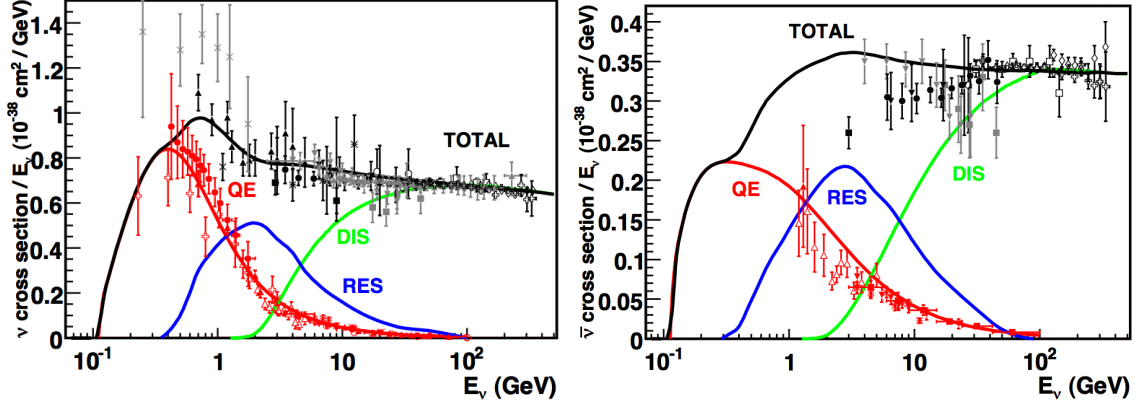 ν cross section / Eν (10⁻³⁸ cm² / GeV)
1.4
1.2
1
0.8
0.6
0.4
0.2
0
TOTAL
QE
DIS
RES
10⁻¹ 1 10 10²
Eν (GeV)
ν̄ cross section / Eν (10⁻³⁸ cm² / GeV)
0.4
0.35
0.3
0.25
0.2
0.15
0.1
0.05
0
TOTAL
QE
RES
DIS
10⁻¹ 1 10 10²
Eν (GeV)